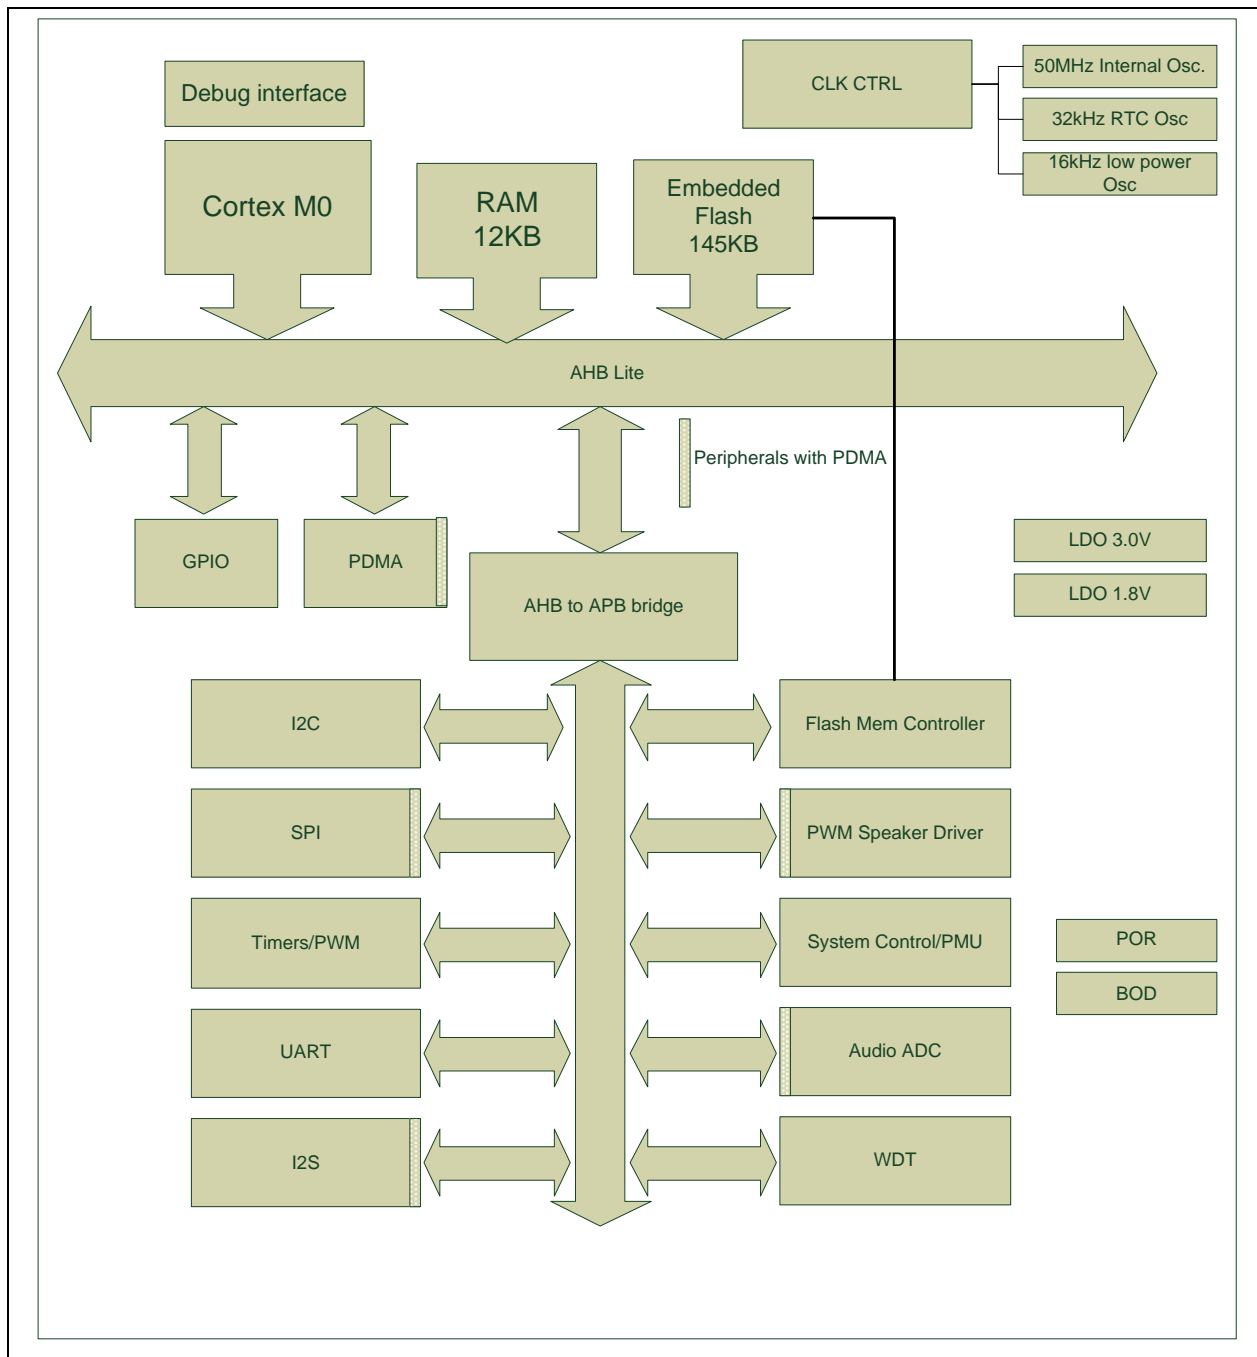 Debug interface
CLK CTRL
50MHz Internal Osc.
32kHz RTC Osc
16kHz low power
Osc
Cortex M0
RAM
12KB
Embedded
Flash
145KB
AHB Lite
Peripherals with PDMA
GPIO
PDMA
LDO 3.0V
LDO 1.8V
AHB to APB bridge
I2C
Flash Mem Controller
SPI
PWM Speaker Driver
Timers/PWM
System Control/PMU
POR
BOD
UART
Audio ADC
I2S
WDT